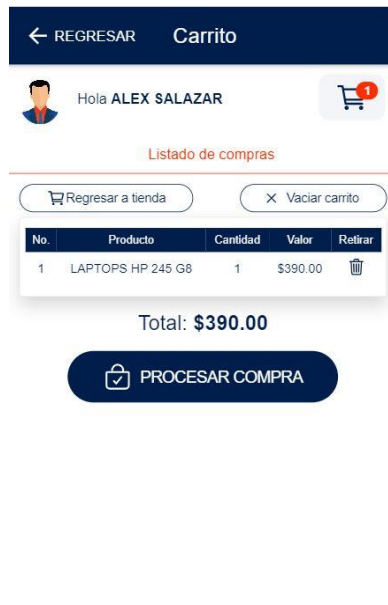 REGRESAR Carrito
Hola ALEX SALAZAR
1
Listado de compras
Regresar a tienda
Vaciar carrito
No. Producto Cantidad Valor Retirar
1 LAPTOPS HP 245 G8 1 $390.00
Total: $390.00
PROCESAR COMPRA